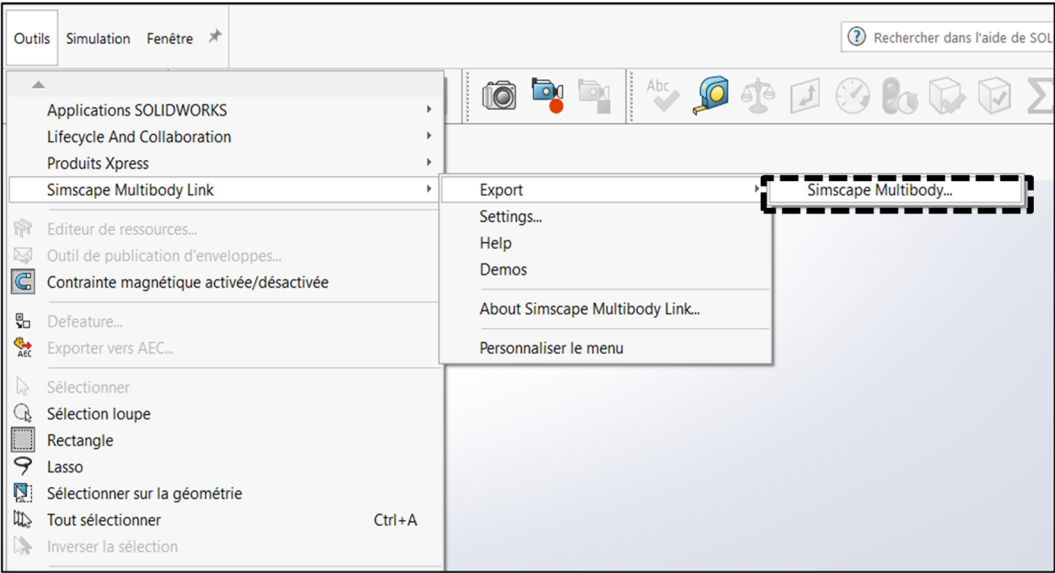 Outils Simulation Fenêtre
Rechercher dans l'aide de SOL
Abc
Applications SOLIDWORKS
Lifecycle And Collaboration
Produits Xpress
Simscape Multibody Link
Export
Simscape Multibody...
Settings...
Help
Demos
About Simscape Multibody Link...
Personnaliser le menu
Editeur de ressources...
Outil de publication d'enveloppes...
Contrainte magnétique activée/désactivée
Defeature...
AEC
Exporter vers AEC...
Sélectionner
Sélection loupe
Rectangle
Lasso
Sélectionner sur la géométrie
Tout sélectionner Ctrl+A
Inverser la sélection